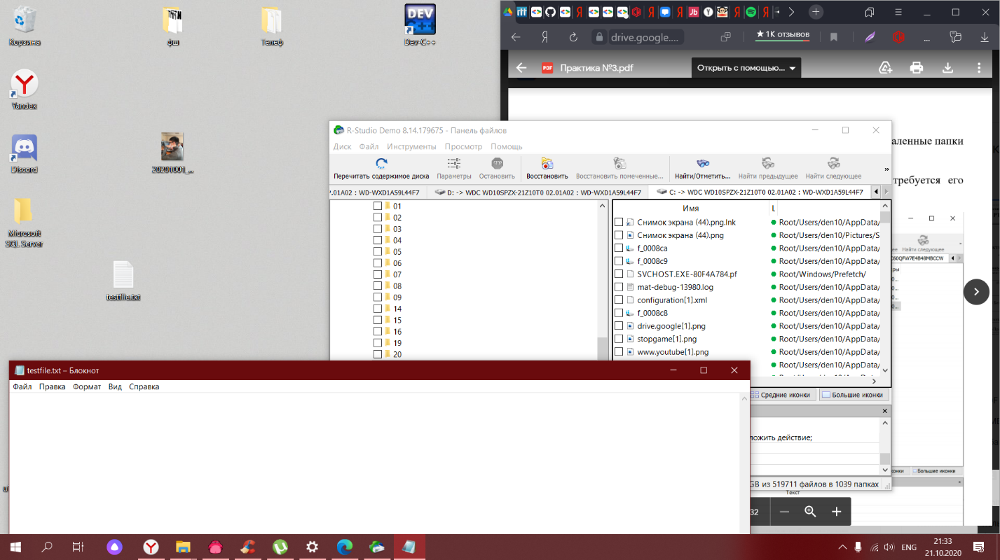 Корзина
фш
Телеф
Dev-C++
Yandex
Discord
20201001_...
Microsoft
SQL Server
testfile.txt
drive.google....
★ 1К отзывов
Практика №3.pdf
Открыть с помощью...
аленные папки
требуется его
R-Studio Demo 8.14.179675 - Панель файлов
Диск Файл Инструменты Просмотр Помощь
Перечитать содержимое диска Параметры Остановить Восстановить Восстановить помеченные... Найти/Отметить... Найти предыдущее Найти следующее
.01A02 : WD-WXD1A59L44F7 D: -> WDC WD10SPZX-21Z10T0 02.01A02 : WD-WXD1A59L44F7 C: -> WDC WD10SPZX-21Z10T0 02.01A02 : WD-WXD1A59L44F7
01
02
03
04
05
06
07
08
09
14
15
16
19
20
Имя L
Снимок экрана (44).png.lnk Root/Users/den10/AppData/
Снимок экрана (44).png Root/Users/den10/Pictures/S
f_0008ca Root/Users/den10/AppData/
f_0008c9 Root/Users/den10/AppData/
SVCHOST.EXE-80F4A784.pf Root/Windows/Prefetch/
mat-debug-13980.log Root/Users/den10/AppData/
configuration[1].xml Root/Users/den10/AppData/
f_0008c8 Root/Users/den10/AppData/
drive.google[1].png Root/Users/den10/AppData/
stopgame[1].png Root/Users/den10/AppData/
www.youtube[1].png Root/Users/den10/AppData/
Root/Users/den10/AppData/
Средние иконки Большие иконки
ложить действие;
GB из 519711 файлов в 1039 папках
Найти следующее
60QFW7E4B48MBCCW
ры
0...
0...
0...
0...
онки Большие иконки
Текст
32
testfile.txt – Блокнот
Файл Правка Формат Вид Справка
ENG
21:33
21.10.2020